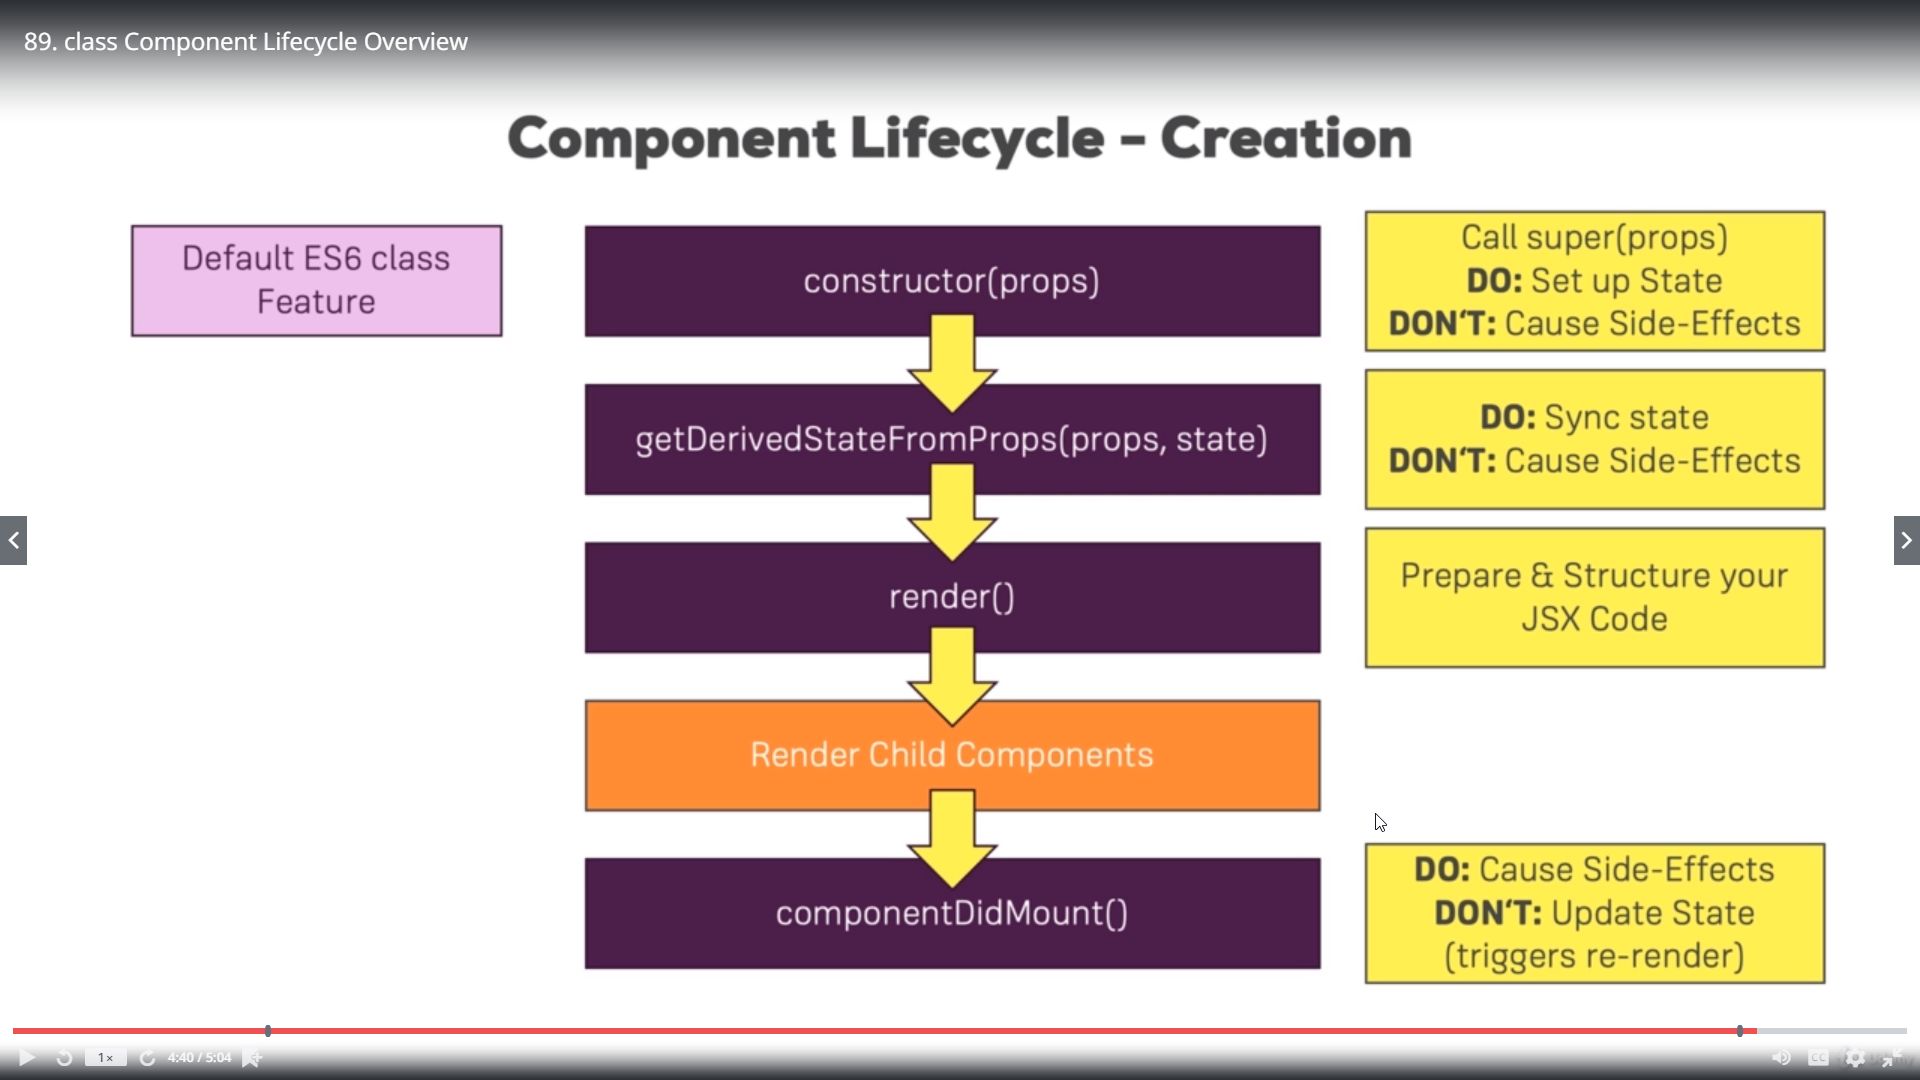 89. class Component Lifecycle Overview
Component Lifecycle - Creation
Default ES6 class
Feature
constructor(props)
Call super(props)
DO: Set up State
DON‘T: Cause Side-Effects
getDerivedStateFromProps(props, state)
DO: Sync state
DON‘T: Cause Side-Effects
render()
Prepare & Structure your
JSX Code
Render Child Components
componentDidMount()
DO: Cause Side-Effects
DON‘T: Update State
(triggers re-render)
1×
4:40 / 5:04
CC